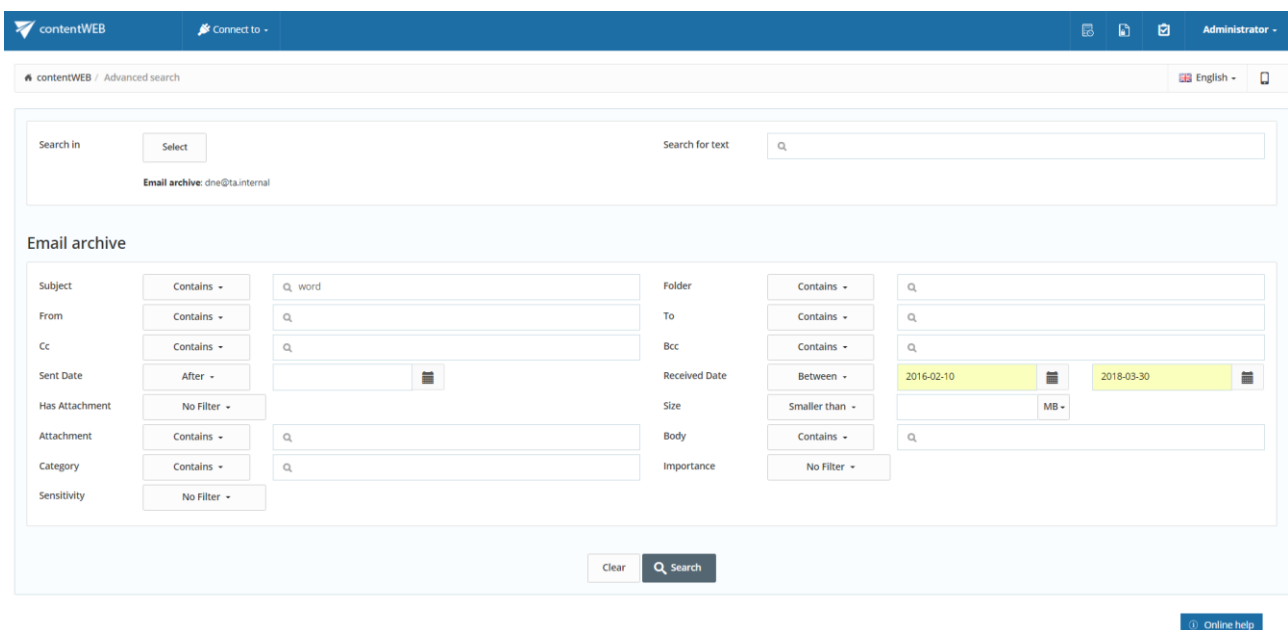 contentWEB Connect to Administrator
contentWEB / Advanced search English
Search in Select Search for text
Email archive: dne@ta.internal
Email archive
Subject Contains word Folder Contains
From Contains To Contains
Cc Contains Bcc Contains
Sent Date After Received Date Between 2016-02-10 2018-03-30
Has Attachment No Filter Size Smaller than MB
Attachment Contains Body Contains
Category Contains Importance No Filter
Sensitivity No Filter
Clear Search
Online help